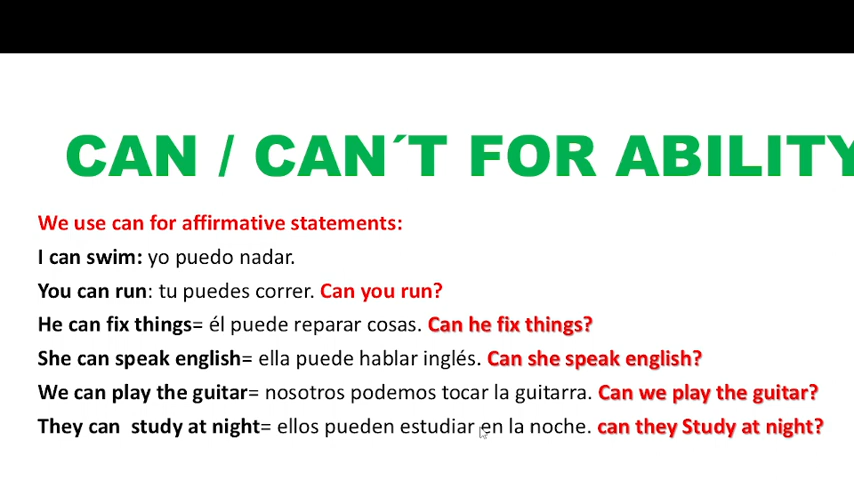 CAN / CAN´T FOR ABILITY
We use can for affirmative statements:
I can swim: yo puedo nadar.
You can run: tu puedes correr. Can you run?
He can fix things= él puede reparar cosas. Can he fix things?
She can speak english= ella puede hablar inglés. Can she speak english?
We can play the guitar= nosotros podemos tocar la guitarra. Can we play the guitar?
They can  study at night= ellos pueden estudiar en la noche. can they Study at night?